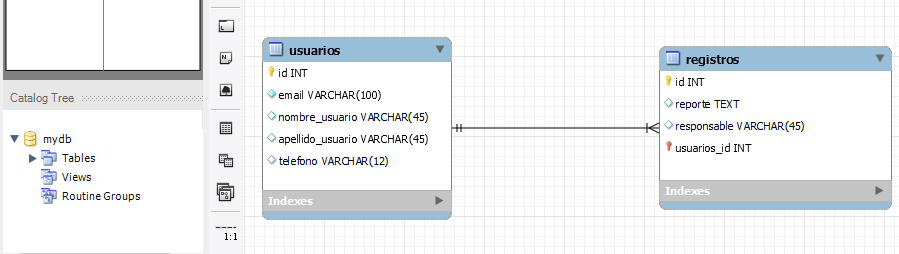 Catalog Tree
mydb
Tables
Views
Routine Groups
1:1
usuarios
id INT
email VARCHAR(100)
nombre_usuario VARCHAR(45)
apellido_usuario VARCHAR(45)
telefono VARCHAR(12)
Indexes
registros
id INT
reporte TEXT
responsable VARCHAR(45)
usuarios_id INT
Indexes